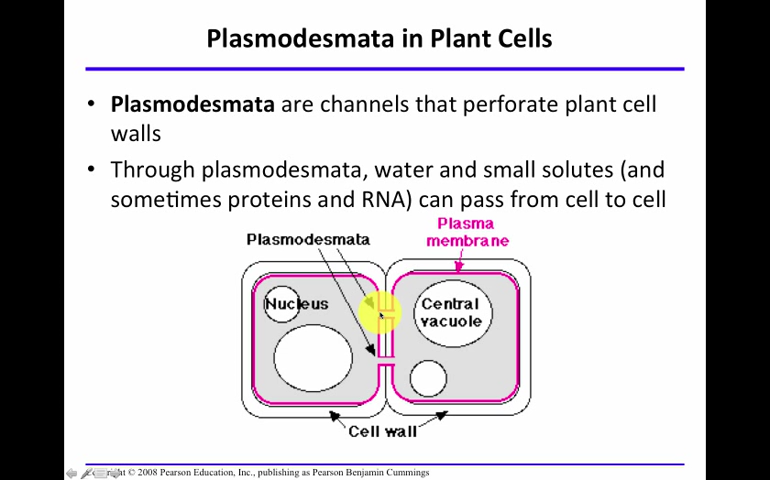 Plasmodesmata in Plant Cells
• Plasmodesmata are channels that perforate plant cell
walls
• Through plasmodesmata, water and small solutes (and
sometimes proteins and RNA) can pass from cell to cell
Plasmodesmata
Plasma
membrane
Nucleus
Central
vacuole
Cell wall
© 2008 Pearson Education, Inc., publishing as Pearson Benjamin Cummings